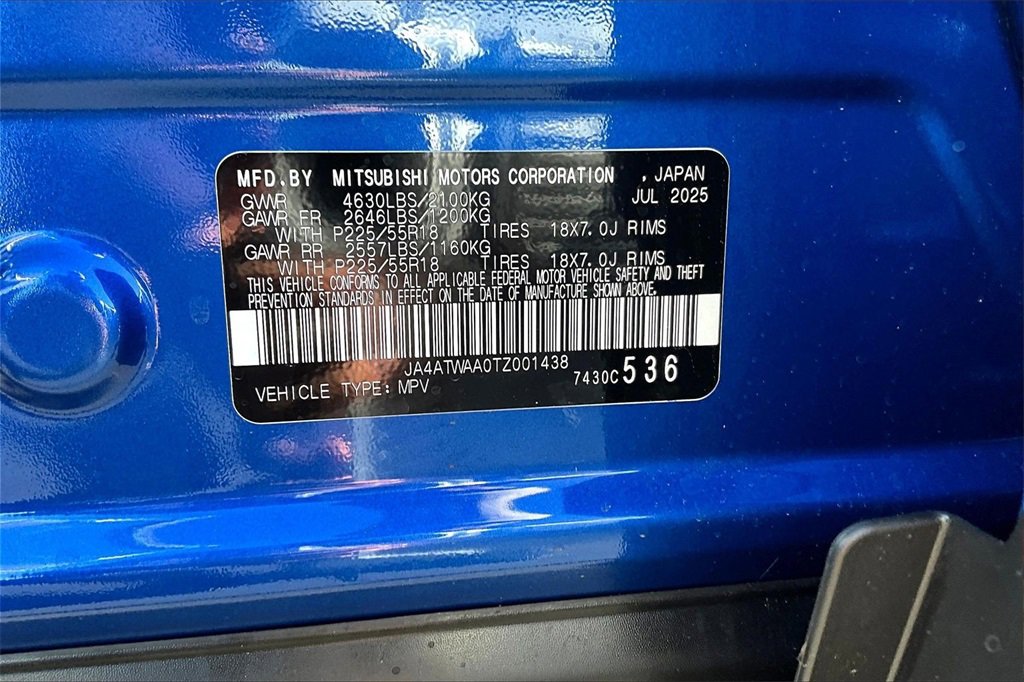 MFD.BY MITSUBISHI MOTORS CORPORATION , JAPAN
GVWR 4630LBS/2100KG JUL 2025
GAWR FR 2646LBS/1200KG
WITH P225/55R18 TIRES 18X7.0J RIMS
GAWR RR 2557LBS/1160KG
WITH P225/55R18 TIRES 18X7.0J RIMS
THIS VEHICLE CONFORMS TO ALL APPLICABLE FEDERAL MOTOR VEHICLE SAFETY AND THEFT
PREVENTION STANDARDS IN EFFECT ON THE DATE OF MANUFACTURE SHOWN ABOVE.
JA4ATWAA0TZ001438
VEHICLE TYPE: MPV 7430C 536